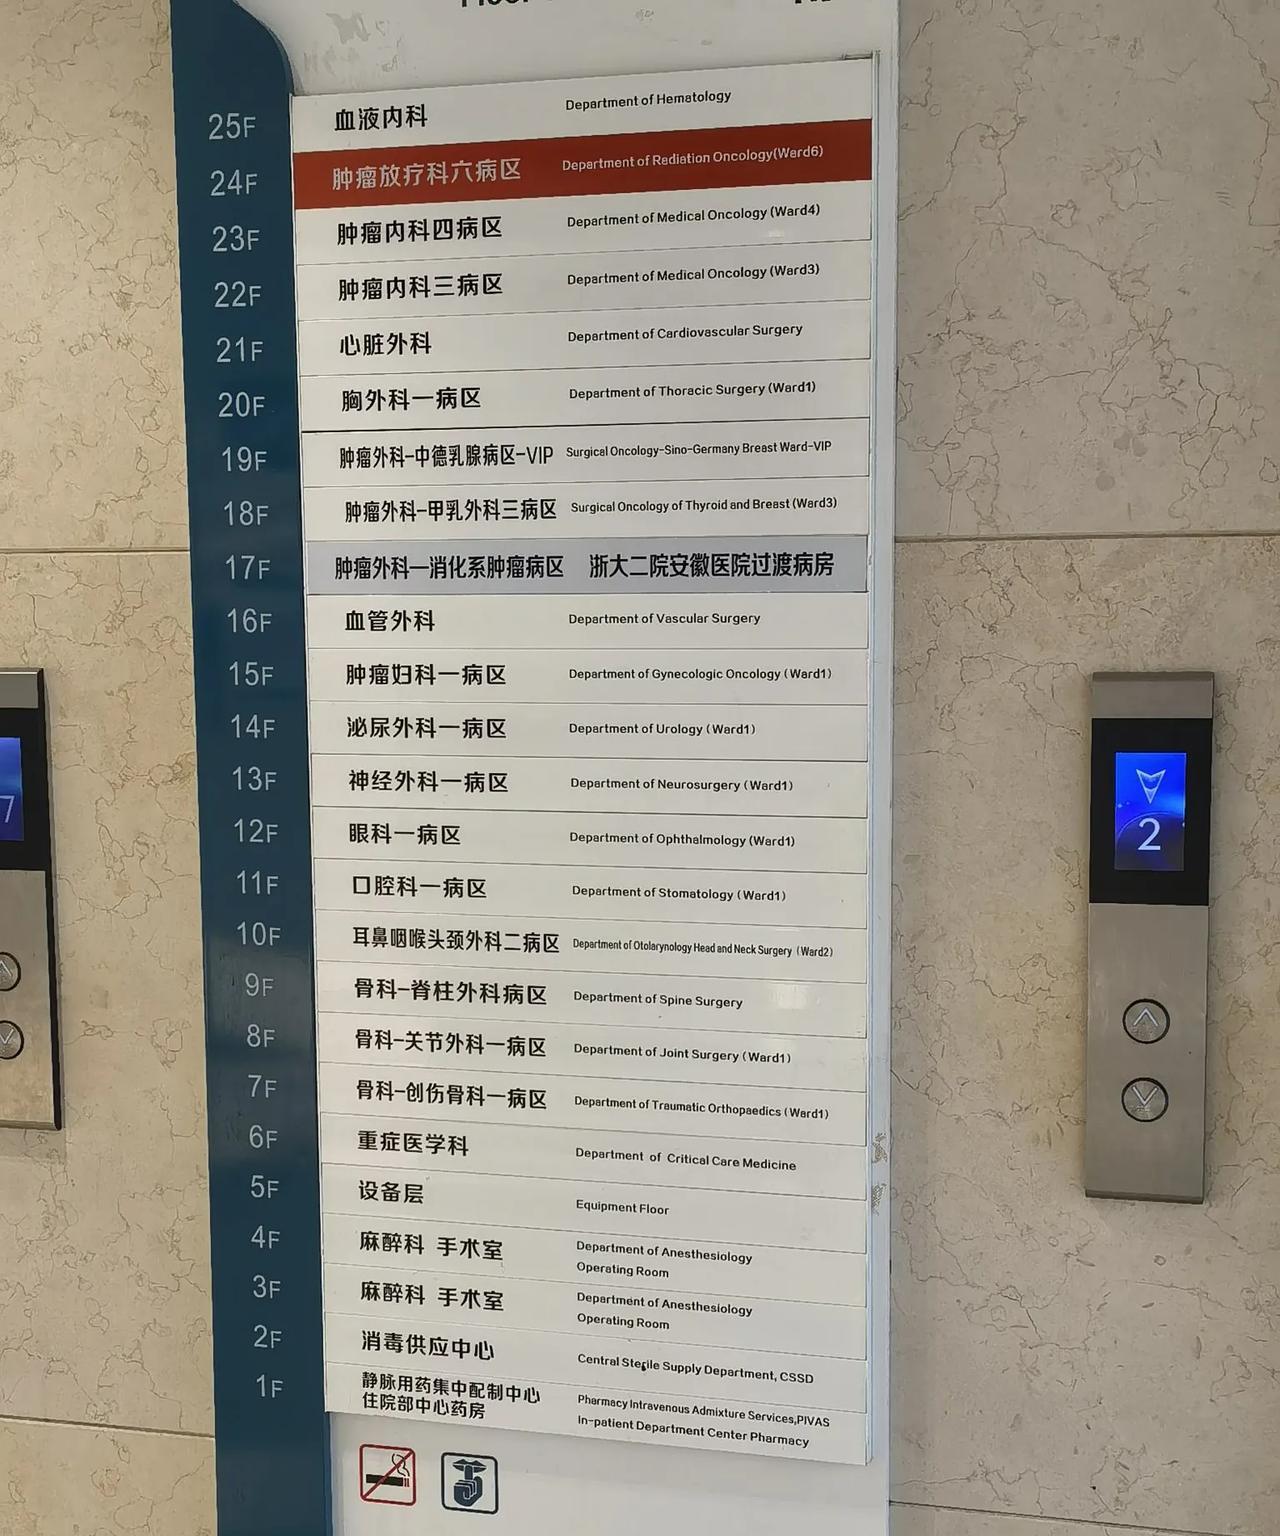 25F 血液内科 Department of Hematology
24F 肿瘤放疗科六病区 Department of Radiation Oncology(Ward6)
23F 肿瘤内科四病区 Department of Medical Oncology (Ward4)
22F 肿瘤内科三病区 Department of Medical Oncology (Ward3)
21F 心脏外科 Department of Cardiovascular Surgery
20F 胸外科一病区 Department of Thoracic Surgery (Ward1)
19F 肿瘤外科-中德乳腺病区-VIP Surgical Oncology-Sino-Germany Breast Ward-VIP
18F 肿瘤外科-甲乳外科三病区 Surgical Oncology of Thyroid and Breast (Ward3)
17F 肿瘤外科—消化系肿瘤病区 浙大二院安徽医院过渡病房
16F 血管外科 Department of Vascular Surgery
15F 肿瘤妇科一病区 Department of Gynecologic Oncology (Ward1)
14F 泌尿外科一病区 Department of Urology (Ward1)
13F 神经外科一病区 Department of Neurosurgery (Ward1)
12F 眼科一病区 Department of Ophthalmology (Ward1)
11F 口腔科一病区 Department of Stomatology (Ward1)
10F 耳鼻咽喉头颈外科二病区 Department of Otolarynology Head and Neck Surgery (Ward2)
9F 骨科-脊柱外科病区 Department of Spine Surgery
8F 骨科-关节外科一病区 Department of Joint Surgery (Ward1)
7F 骨科-创伤骨科一病区 Department of Traumatic Orthopaedics (Ward1)
6F 重症医学科 Department of Critical Care Medicine
5F 设备层 Equipment Floor
4F 麻醉科 手术室 Department of Anesthesiology
Operating Room
3F 麻醉科 手术室 Department of Anesthesiology
Operating Room
2F 消毒供应中心 Central Sterile Supply Department, CSSD
1F 静脉用药集中配制中心 Pharmacy Intravenous Admixture Services,PIVAS
住院部中心药房 In-patient Department Center Pharmacy
7
2